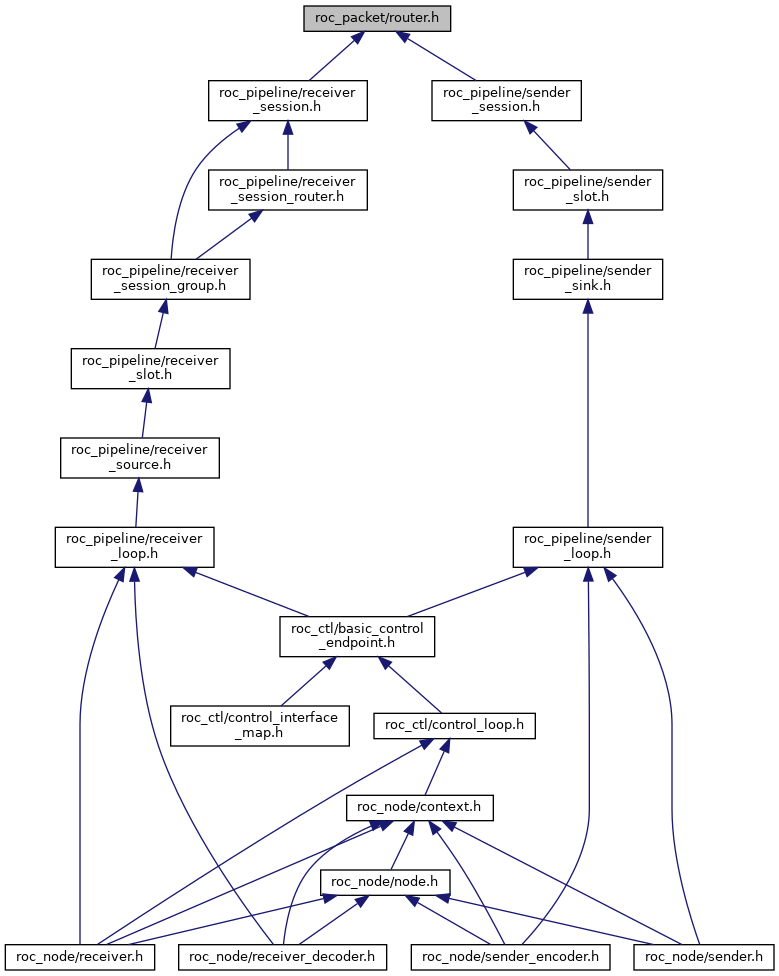 roc_packet/router.h
roc_pipeline/receiver
_session.h
roc_pipeline/sender
_session.h
roc_pipeline/receiver
_session_router.h
roc_pipeline/sender
_slot.h
roc_pipeline/receiver
_session_group.h
roc_pipeline/sender
_sink.h
roc_pipeline/receiver
_slot.h
roc_pipeline/receiver
_source.h
roc_pipeline/receiver
_loop.h
roc_pipeline/sender
_loop.h
roc_ctl/basic_control
_endpoint.h
roc_ctl/control_interface
_map.h
roc_ctl/control_loop.h
roc_node/context.h
roc_node/node.h
roc_node/receiver.h
roc_node/receiver_decoder.h
roc_node/sender_encoder.h
roc_node/sender.h